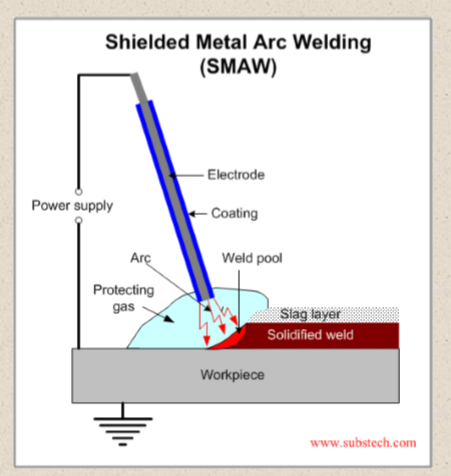 Shielded Metal Arc Welding
(SMAW)
Electrode
Power supply
Coating
Arc
Weld pool
Protecting
gas
Slag layer
Solidified weld
Workpiece
www.substech.com